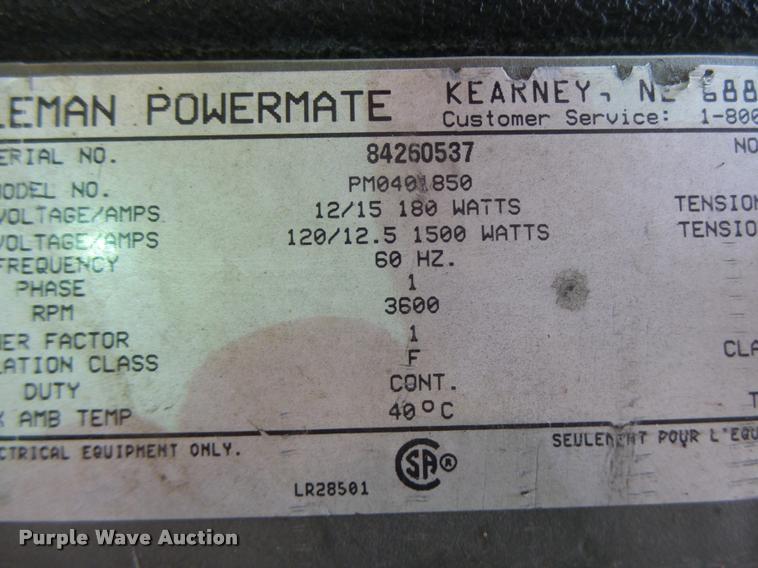 LEMAN POWERMATE KEARNEY, NE 688
Customer Service: 1-800
ERIAL NO. 84260537 NO
MODEL NO. PM0401850
VOLTAGE/AMPS 12/15 180 WATTS TENSION
VOLTAGE/AMPS 120/12.5 1500 WATTS TENSIO
FREQUENCY 60 HZ.
PHASE 1
RPM 3600
ER FACTOR 1
LATION CLASS F CLA
DUTY CONT.
X AMB TEMP 40°C T
CTRICAL EQUIPMENT ONLY. SEULEMENT POUR L'EQU
LR28501 SA®
Purple Wave Auction